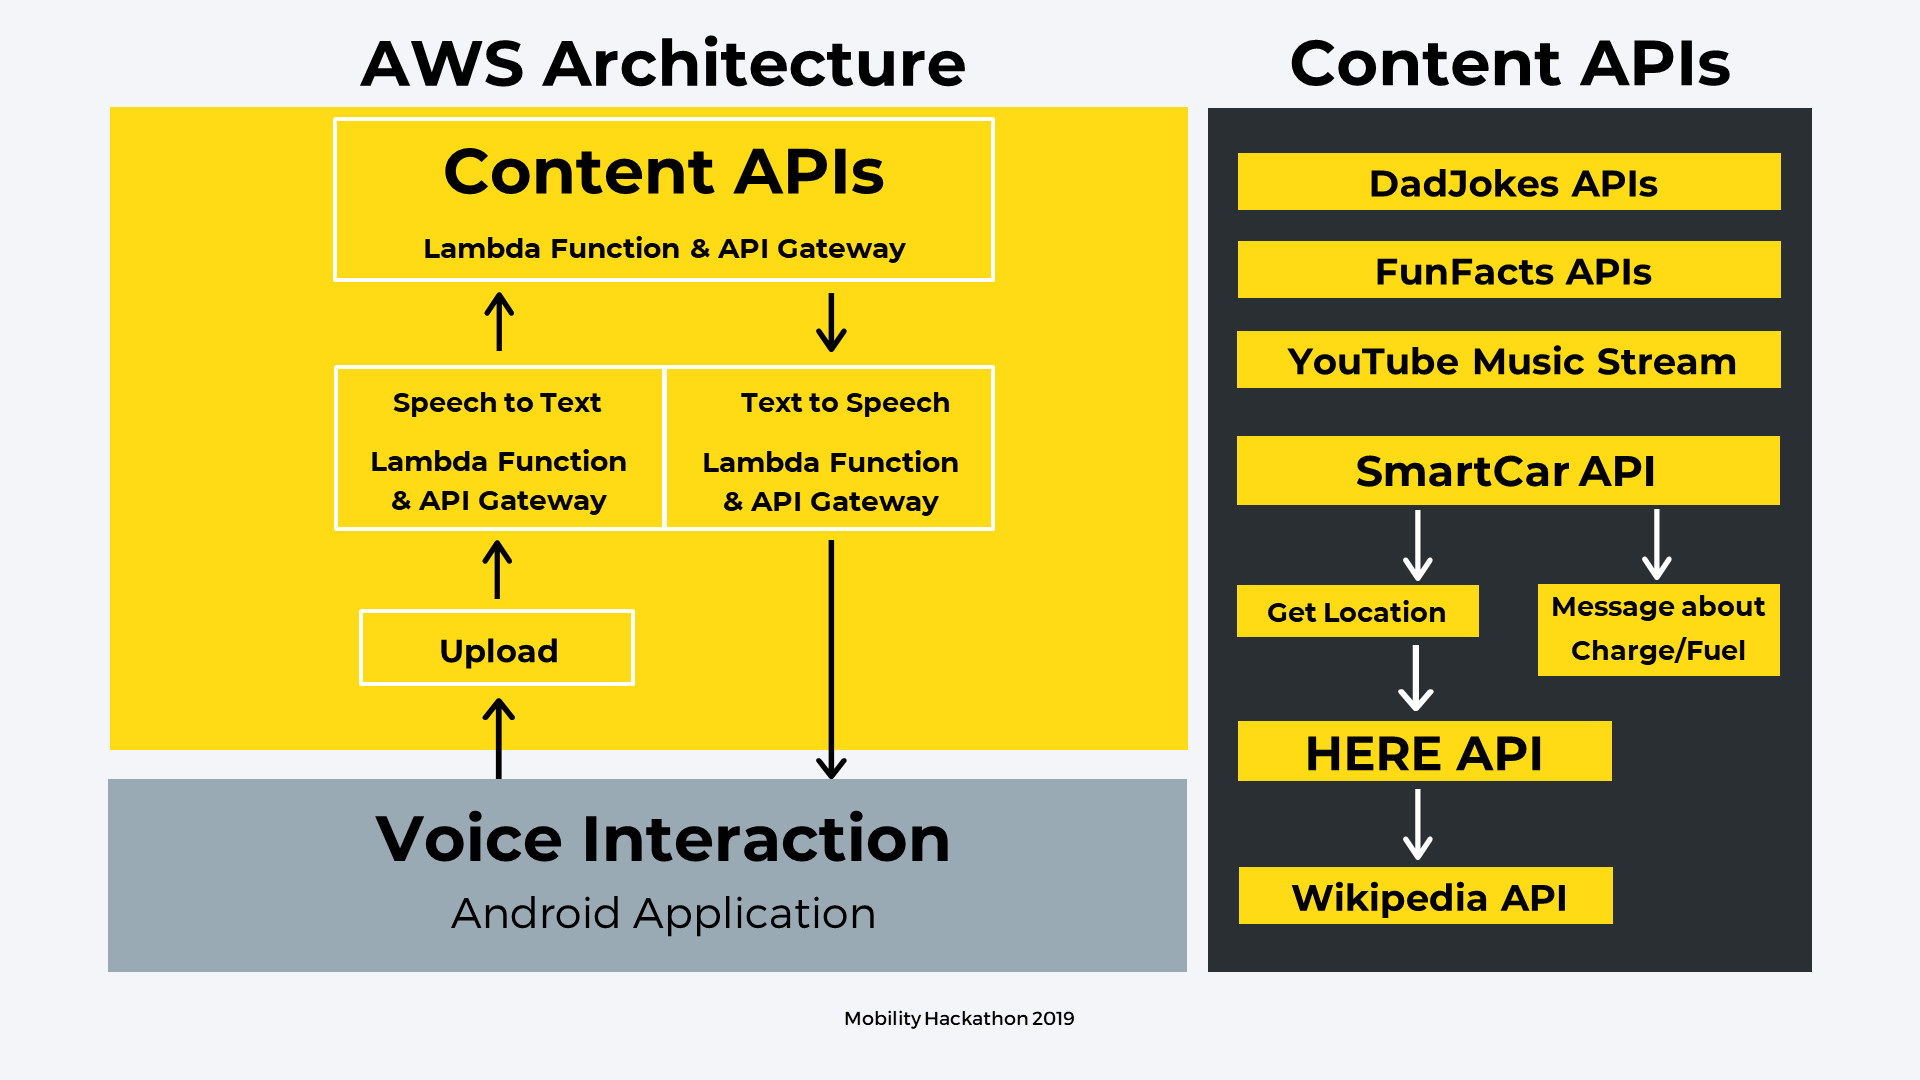 AWS Architecture
Content APIs
Lambda Function & API Gateway
Speech to Text
Lambda Function
& API Gateway
Text to Speech
Lambda Function
& API Gateway
Upload
Voice Interaction
Android Application
Content APIs
DadJokes APIs
FunFacts APIs
YouTube Music Stream
SmartCar API
Get Location
Message about
Charge/Fuel
HERE API
Wikipedia API
Mobility Hackathon 2019